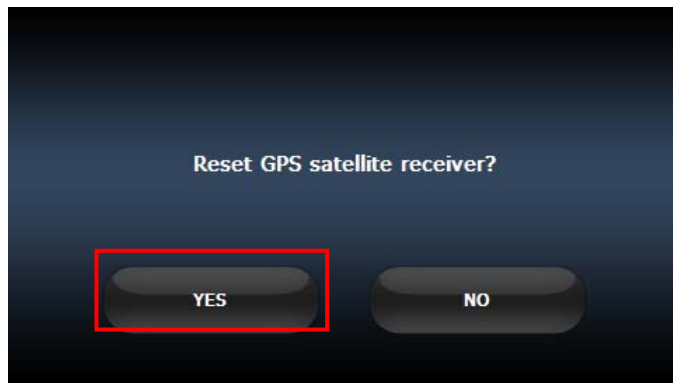 Reset GPS satellite receiver?
YES NO